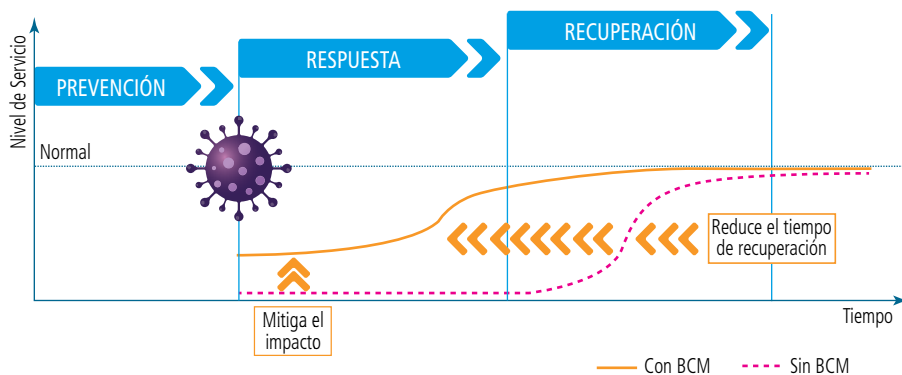 Nivel de Servicio
PREVENCIÓN
RESPUESTA
RECUPERACIÓN
Normal
Reduce el tiempo
de recuperación
Mitiga el
impacto
Tiempo
Con BCM
Sin BCM